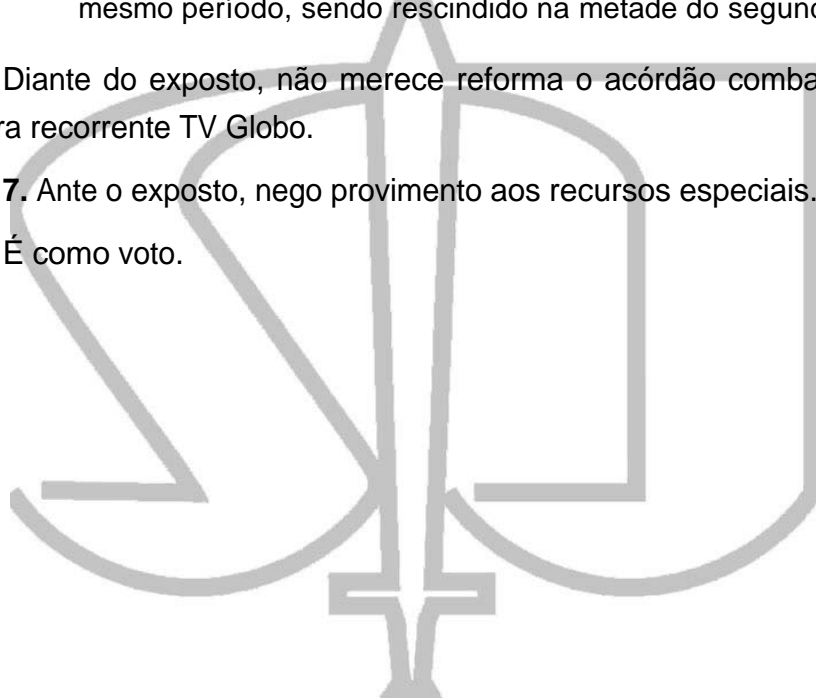 mesmo período, sendo rescindido na metade do segund
Diante do exposto, não merece reforma o acórdão comba
ra recorrente TV Globo.
7. Ante o exposto, nego provimento aos recursos especiais.
É como voto.